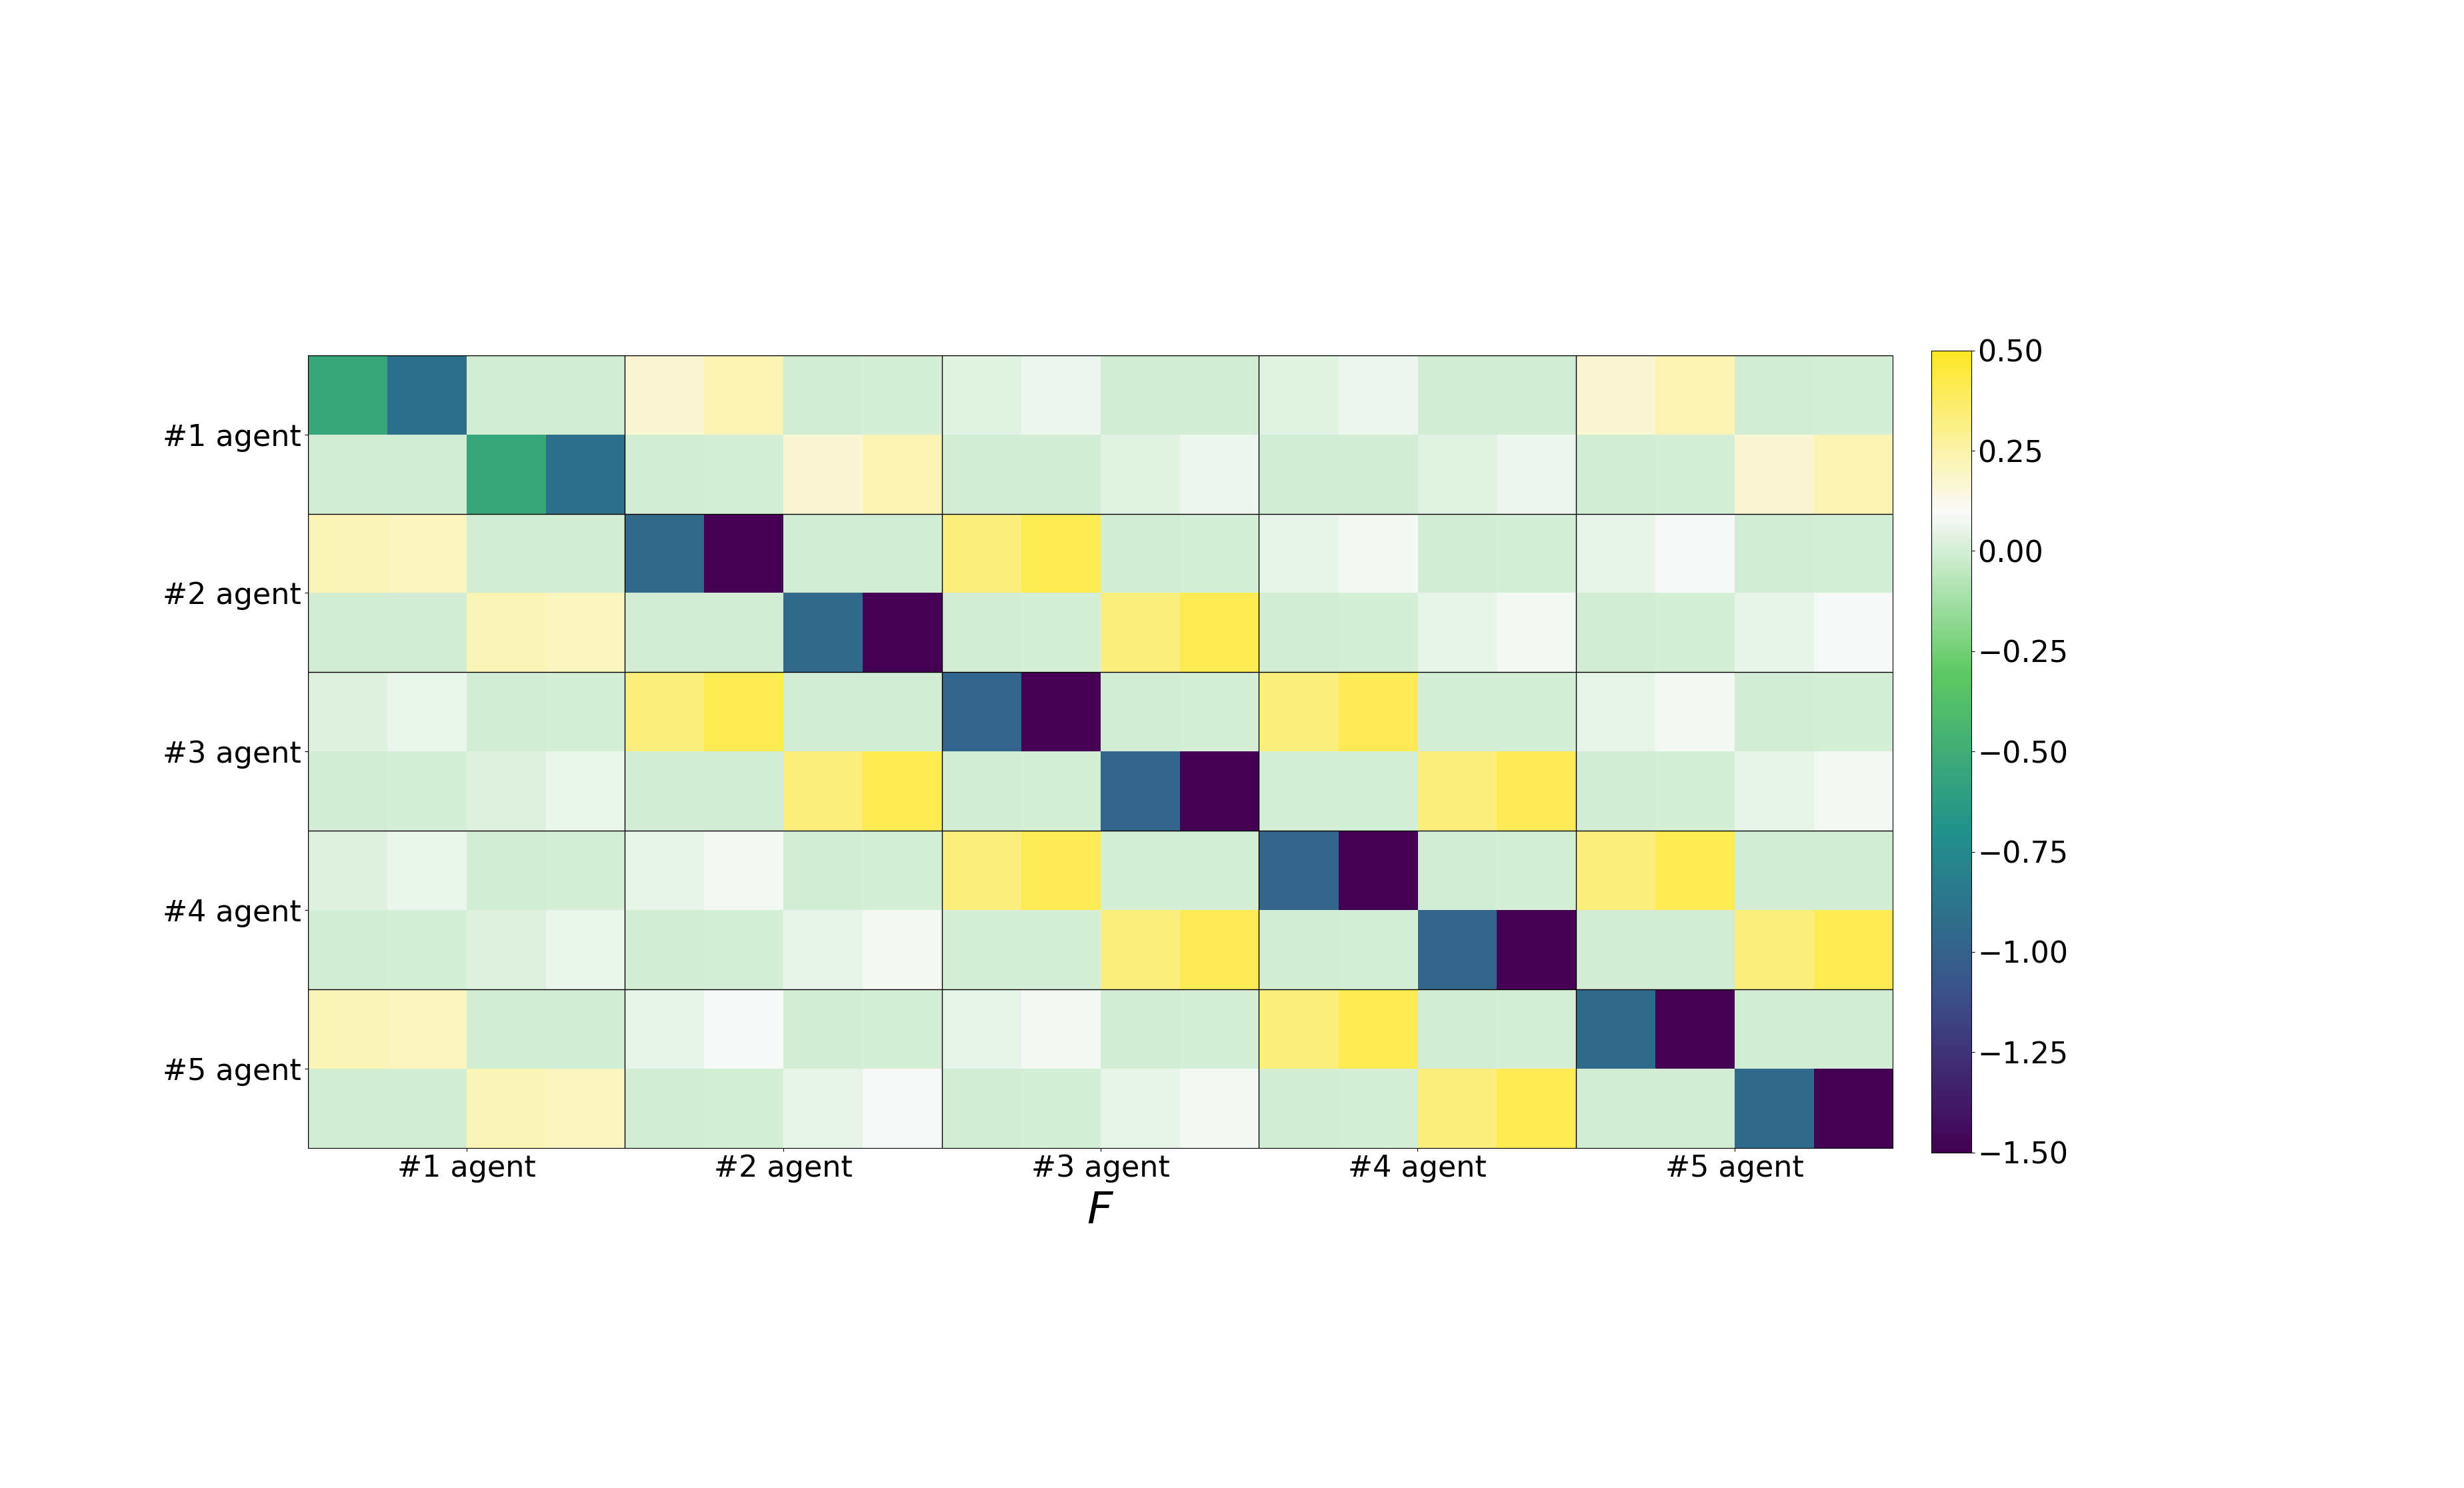 #1 agent
#2 agent
#3 agent
#4 agent
#5 agent
#1 agent #2 agent #3 agent #4 agent #5 agent
F
0.50
0.25
0.00
−0.25
−0.50
−0.75
−1.00
−1.25
−1.50